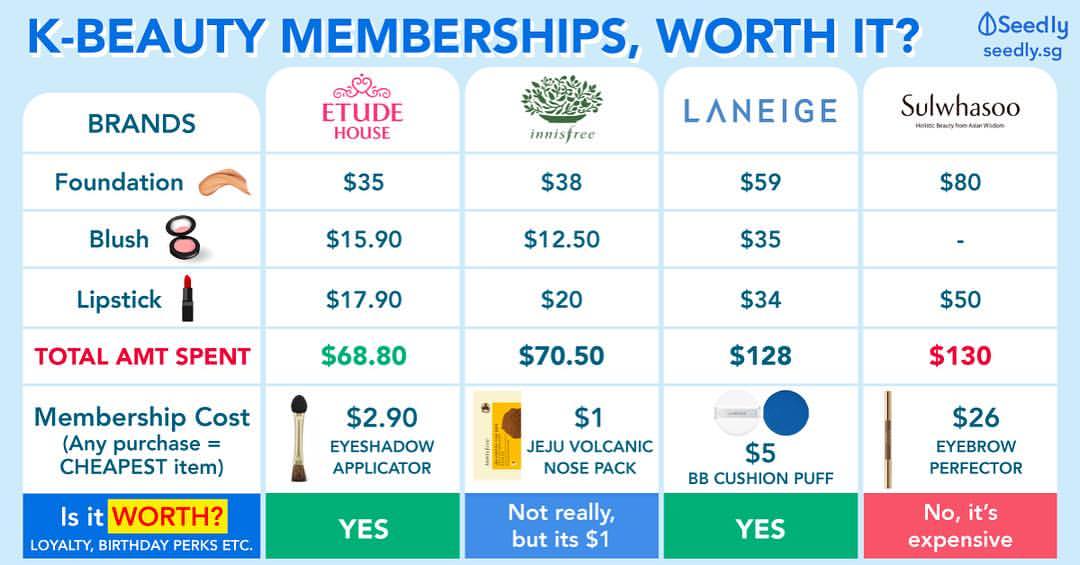 K-BEAUTY MEMBERSHIPS, WORTH IT?
Seedly
seedly.sg
BRANDS
ETUDE
HOUSE
innisfree
LANEIGE
Sulwhasoo
Holistic Beauty from Asian Wisdom
Foundation $35 $38 $59 $80
Blush $15.90 $12.50 $35 -
Lipstick $17.90 $20 $34 $50
TOTAL AMT SPENT $68.80 $70.50 $128 $130
Membership Cost
(Any purchase =
CHEAPEST item)
$2.90
EYESHADOW
APPLICATOR
innisfree
$1
JEJU VOLCANIC
NOSE PACK
LANEIGE
$5
BB CUSHION PUFF
$26
EYEBROW
PERFECTOR
Is it WORTH?
LOYALTY, BIRTHDAY PERKS ETC.
YES
Not really,
but its $1
YES
No, it's
expensive